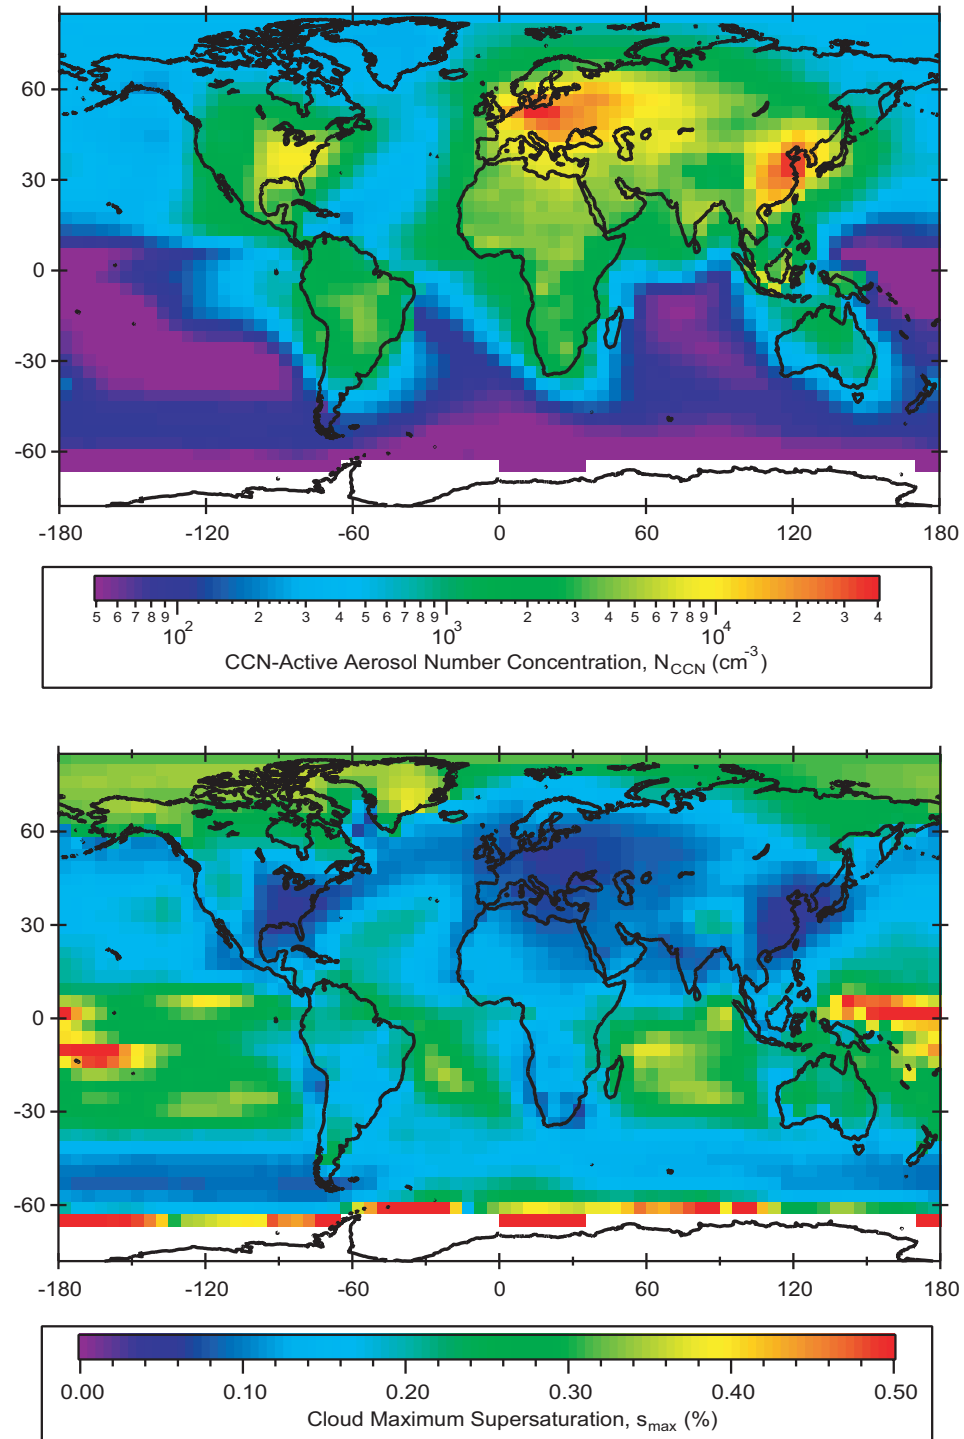 60
30
0
-30
-60
-180 -120 -60 0 60 120 180
5 6 7 8 9 2 3 4 5 6 7 8 9 2 3 4 5 6 7 8 9 2 3 4
10^2 10^3 10^4
CCN-Active Aerosol Number Concentration, N_CCN (cm^-3)
60
30
0
-30
-60
-180 -120 -60 0 60 120 180
0.00 0.10 0.20 0.30 0.40 0.50
Cloud Maximum Supersaturation, s_max (%)